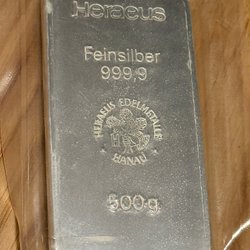 Heraeus
Feinsilber
999,9
HERAEUS EDELMETALLE
HANAU
500g